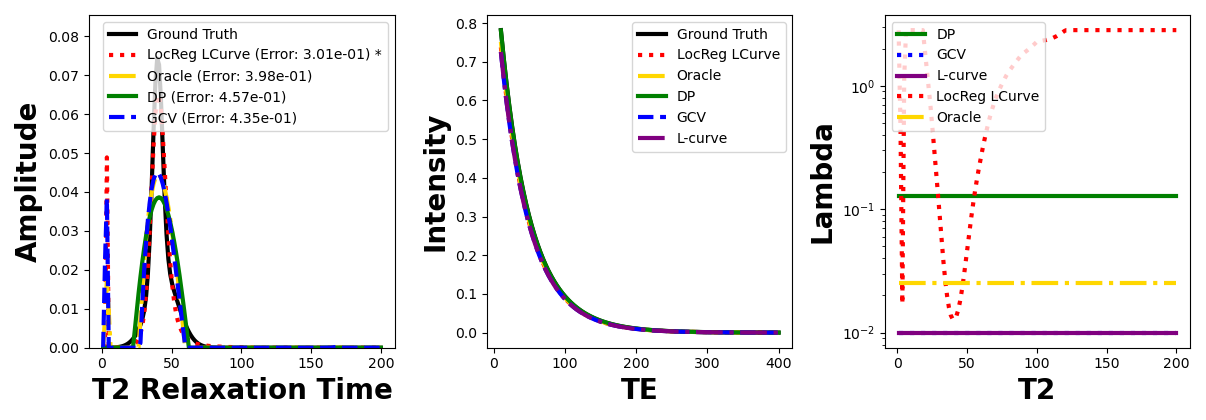 Amplitude
0.08
0.07
0.06
0.05
0.04
0.03
0.02
0.01
0.00
Ground Truth
LocReg LCurve (Error: 3.01e-01) *
Oracle (Error: 3.98e-01)
DP (Error: 4.57e-01)
GCV (Error: 4.35e-01)
0 50 100 150 200
T2 Relaxation Time
Intensity
0.8
0.7
0.6
0.5
0.4
0.3
0.2
0.1
0.0
Ground Truth
LocReg LCurve
Oracle
DP
GCV
L-curve
0 100 200 300 400
TE
Lambda
10⁰
10⁻¹
10⁻²
DP
GCV
L-curve
LocReg LCurve
Oracle
0 50 100 150 200
T2